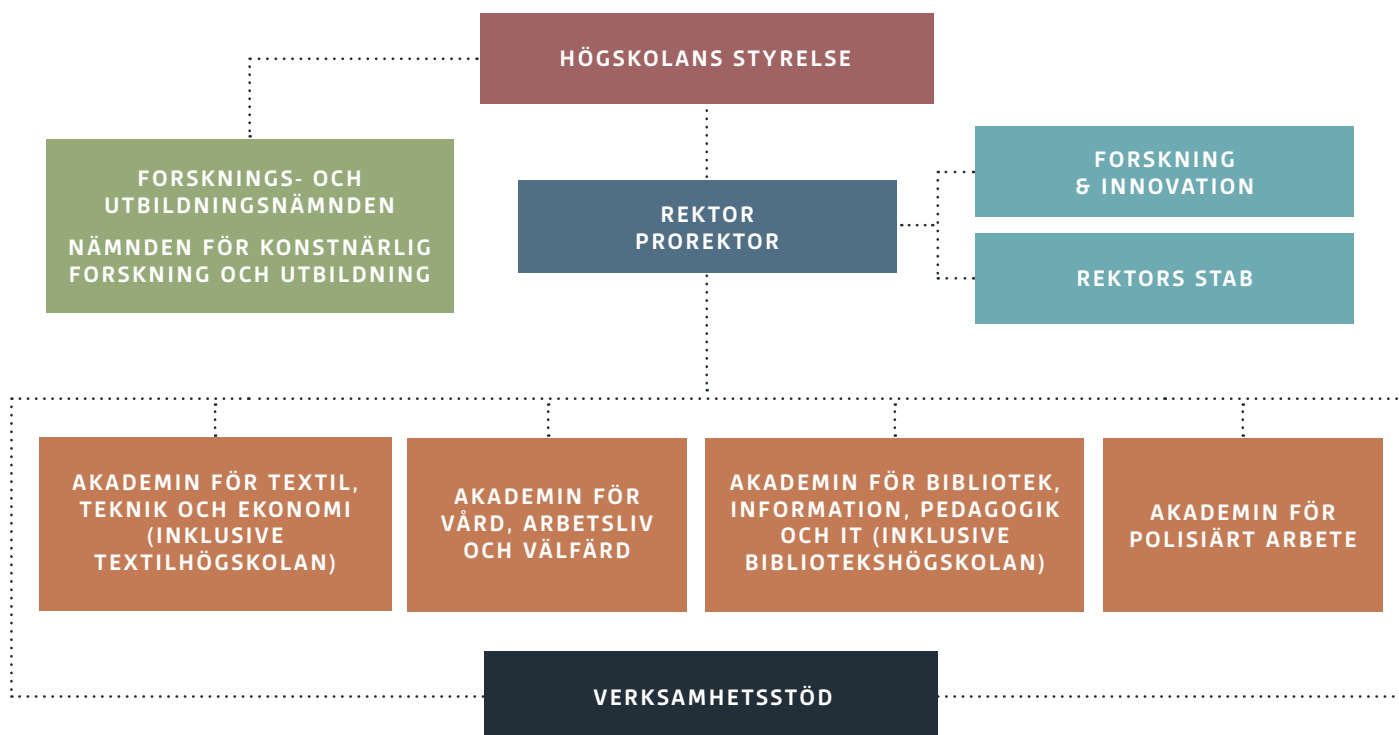 HÖGSKOLANS STYRELSE
FORSKNINGS- OCH
UTBILDNINGSNÄMNDEN
NÄMNDEN FÖR KONSTNÄRLIG
FORSKNING OCH UTBILDNING
REKTOR
PROREKTOR
FORSKNING
& INNOVATION
REKTORS STAB
AKADEMIN FÖR TEXTIL,
TEKNIK OCH EKONOMI
(INKLUSIVE
TEXTILHÖGSKOLAN)
AKADEMIN FÖR
VÅRD, ARBETSLIV
OCH VÄLFÄRD
AKADEMIN FÖR BIBLIOTEK,
INFORMATION, PEDAGOGIK
OCH IT (INKLUSIVE
BIBLIOTEKSHÖGSKOLAN)
AKADEMIN FÖR
POLISIÄRT ARBETE
VERKSAMHETSSTÖD